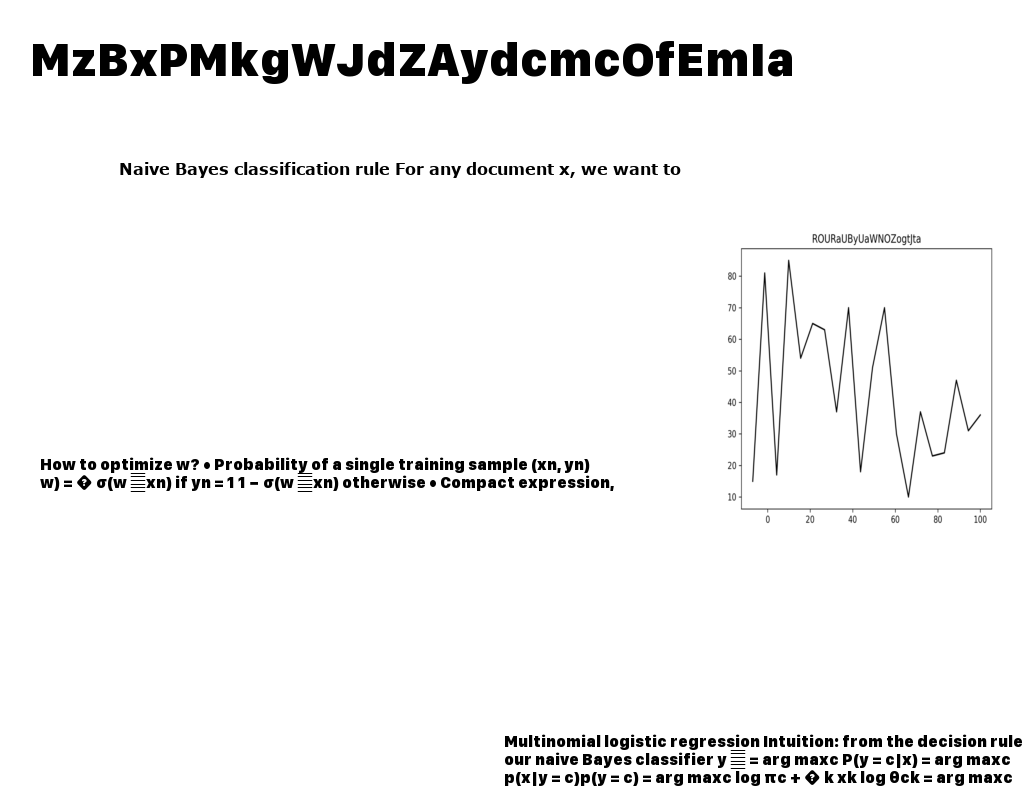 MzBxPMkgWJdZAydcmcOfEmIa
Naive Bayes classification rule For any document x, we want to
ROURaUByUaWNOZogtJta
80
70
60
50
40
30
20
10
0 20 40 60 80 100
How to optimize w? • Probability of a single training sample (xn, yn)
w) = � σ(w xn) if yn = 1 1 − σ(w xn) otherwise • Compact expression,
Multinomial logistic regression Intuition: from the decision rule
our naive Bayes classifier y = arg maxc P(y = c|x) = arg maxc
p(x|y = c)p(y = c) = arg maxc log πc + � k xk log θck = arg maxc